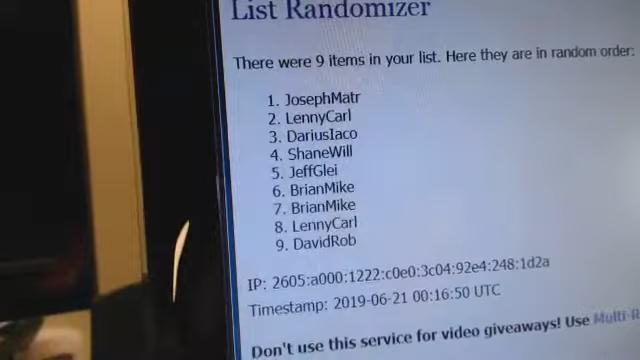 List Randomizer
There were 9 items in your list. Here they are in random order:
1. JosephMatr
2. LennyCarl
3. DariusIaco
4. ShaneWill
5. JeffGlei
6. BrianMike
7. BrianMike
8. LennyCarl
9. DavidRob
IP: 2605:a000:1222:c0e0:3c04:92e4:248:1d2a
Timestamp: 2019-06-21 00:16:50 UTC
Don't use this service for video giveaways! Use Multi-R